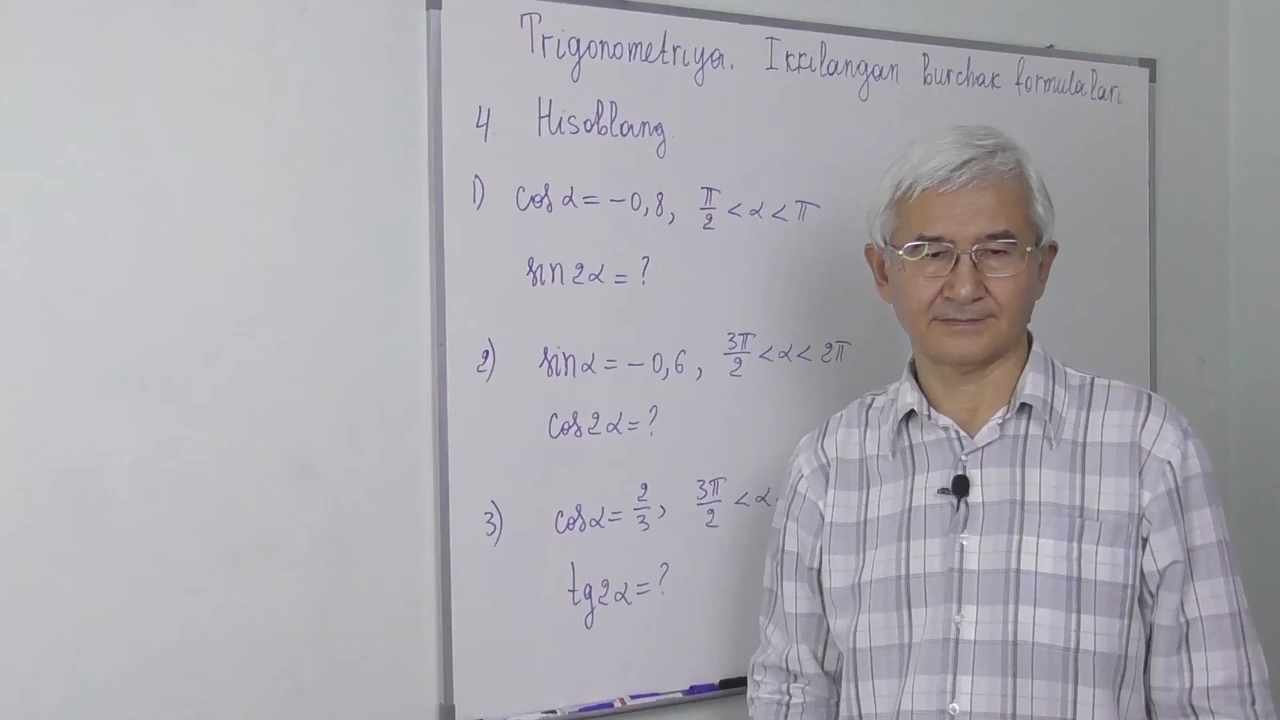 Trigonometriya. Ikkilangan burchak formulalari
4 Hisoblang.
1) cos α = -0,8, π/2 < α < π
sin 2α = ?
2) sin α = -0,6, 3π/2 < α < 2π
cos 2α = ?
3) cos α = 2/3, 3π/2 < α
tg 2α = ?